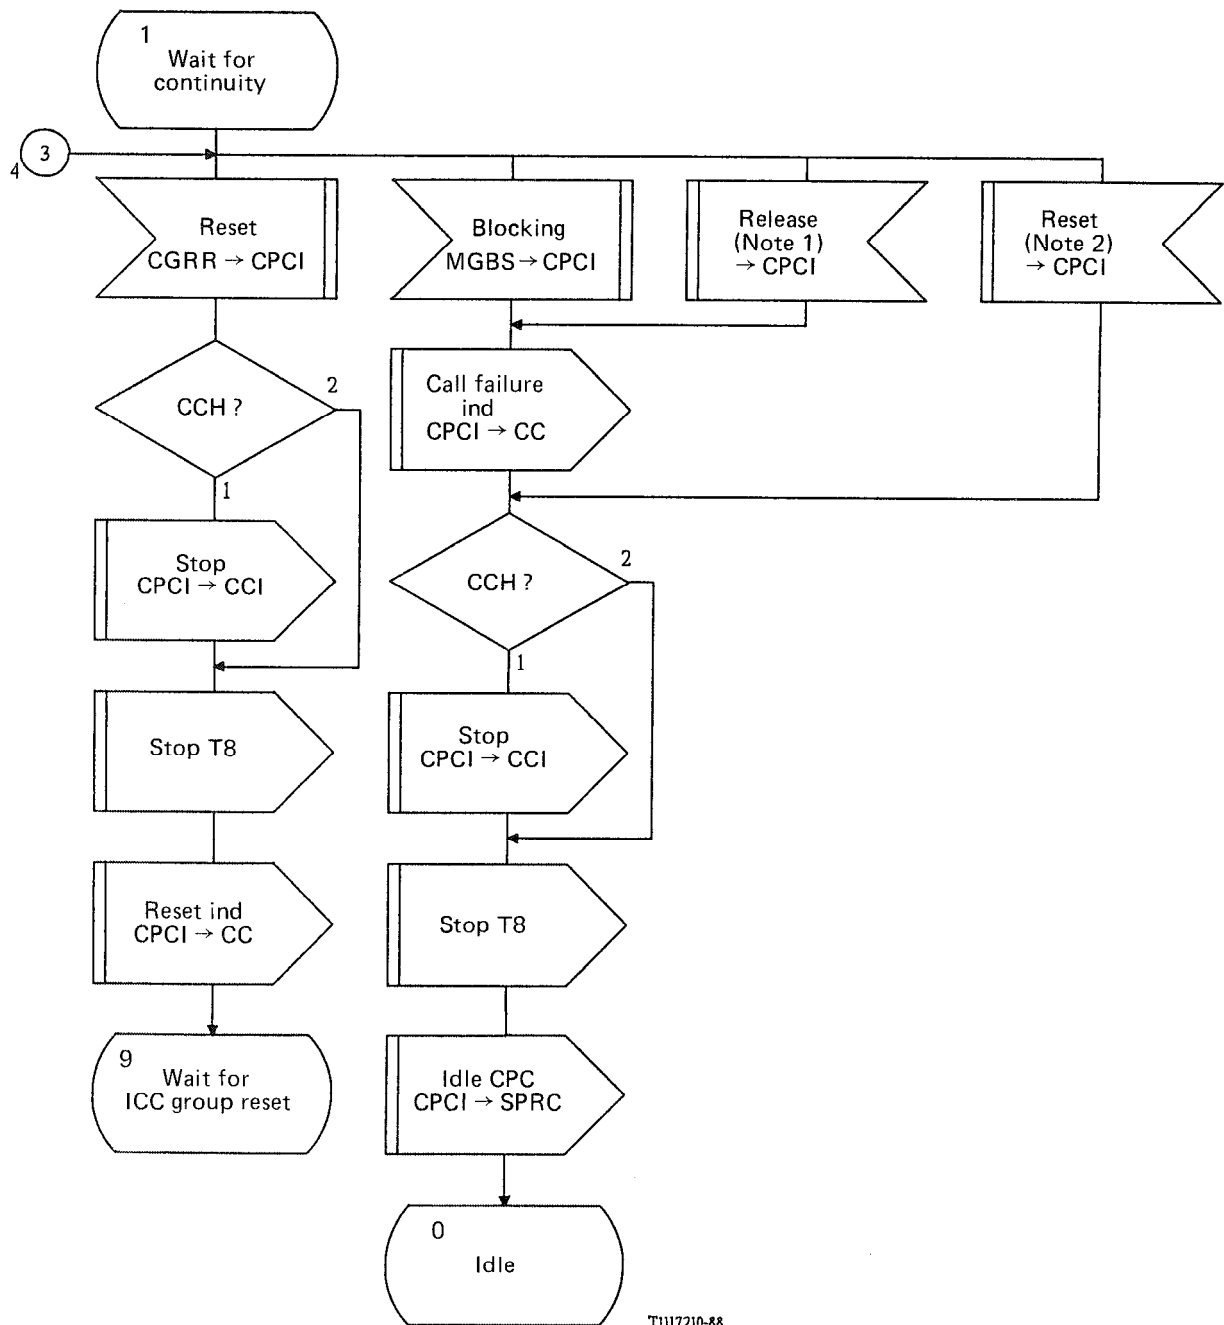 1
Wait for
continuity
4
3
Reset
CGRR → CPCI
Blocking
MGBS → CPCI
Release
(Note 1)
→ CPCI
Reset
(Note 2)
→ CPCI
CCH ?
2
1
Call failure
ind
CPCI → CC
Stop
CPCI → CCI
CCH ?
2
1
Stop T8
Stop
CPCI → CCI
Reset ind
CPCI → CC
Stop T8
9
Wait for
ICC group reset
Idle CPC
CPCI → SPRC
0
Idle
T1117210-88